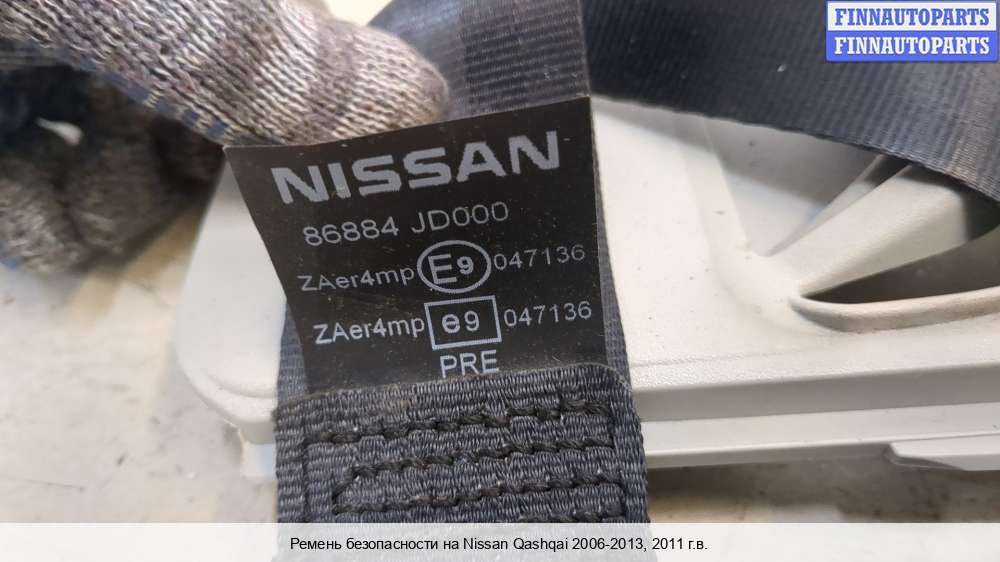 FINNAUTOPARTS
FINNAUTOPARTS
NISSAN
86884 JD000
ZAer4mp E9 047136
ZAer4mp e9 047136
PRE
Ремень безопасности на Nissan Qashqai 2006-2013, 2011 г.в.